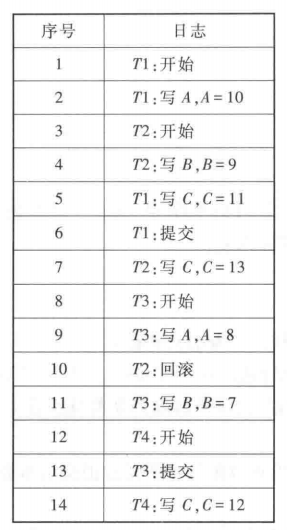 序号 日志
1 T1:开始
2 T1:写 A,A=10
3 T2:开始
4 T2:写 B,B=9
5 T1:写 C,C=11
6 T1:提交
7 T2:写 C,C=13
8 T3:开始
9 T3:写 A,A=8
10 T2:回滚
11 T3:写 B,B=7
12 T4:开始
13 T3:提交
14 T4:写 C,C=12